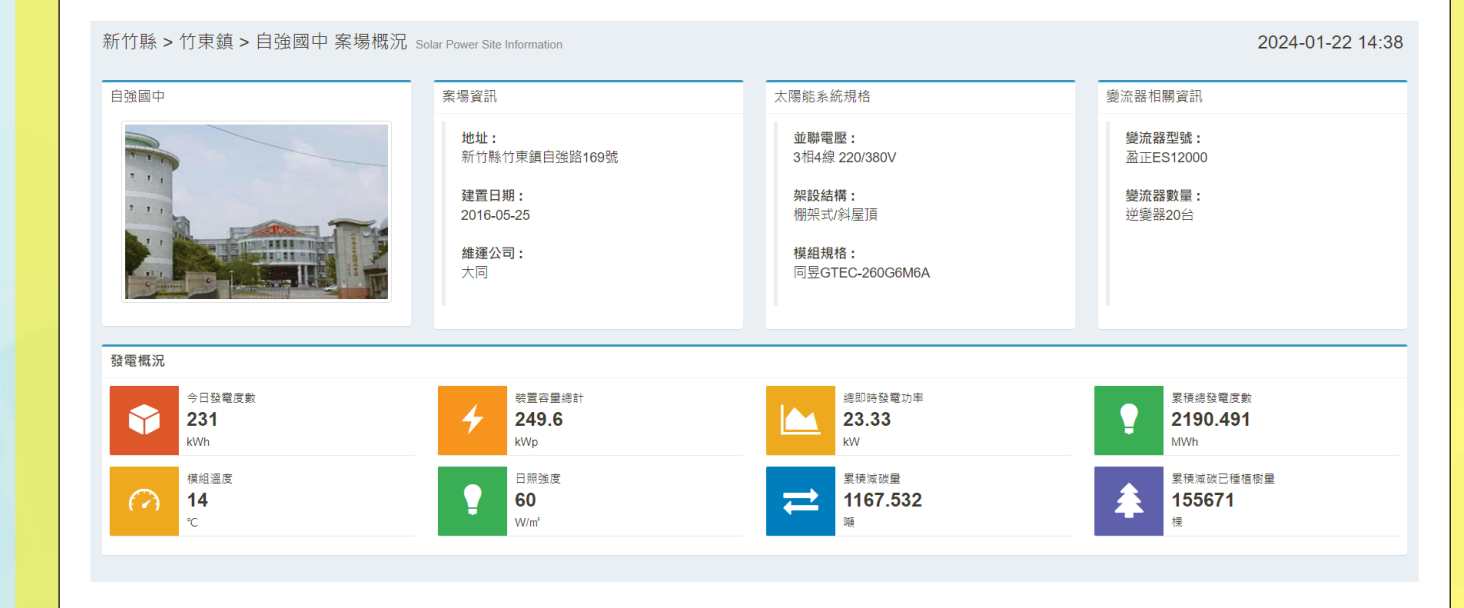 新竹縣 > 竹東鎮 > 自強國中 案場概況 Solar Power Site Information
2024-01-22 14:38
自強國中
案場資訊
地址：
新竹縣竹東鎮自強路169號
建置日期：
2016-05-25
維運公司：
大同
太陽能系統規格
並聯電壓：
3相4線 220/380V
架設結構：
棚架式/斜屋頂
模組規格：
同昱GTEC-260G6M6A
變流器相關資訊
變流器型號：
盈正ES12000
變流器數量：
逆變器20台
發電概況
今日發電度數
231
kWh
裝置容量總計
249.6
kWp
總即時發電功率
23.33
kW
累積總發電度數
2190.491
MWh
模組溫度
14
℃
日照強度
60
W/㎡
累積減碳量
1167.532
噸
累積減碳已種植樹量
155671
棵